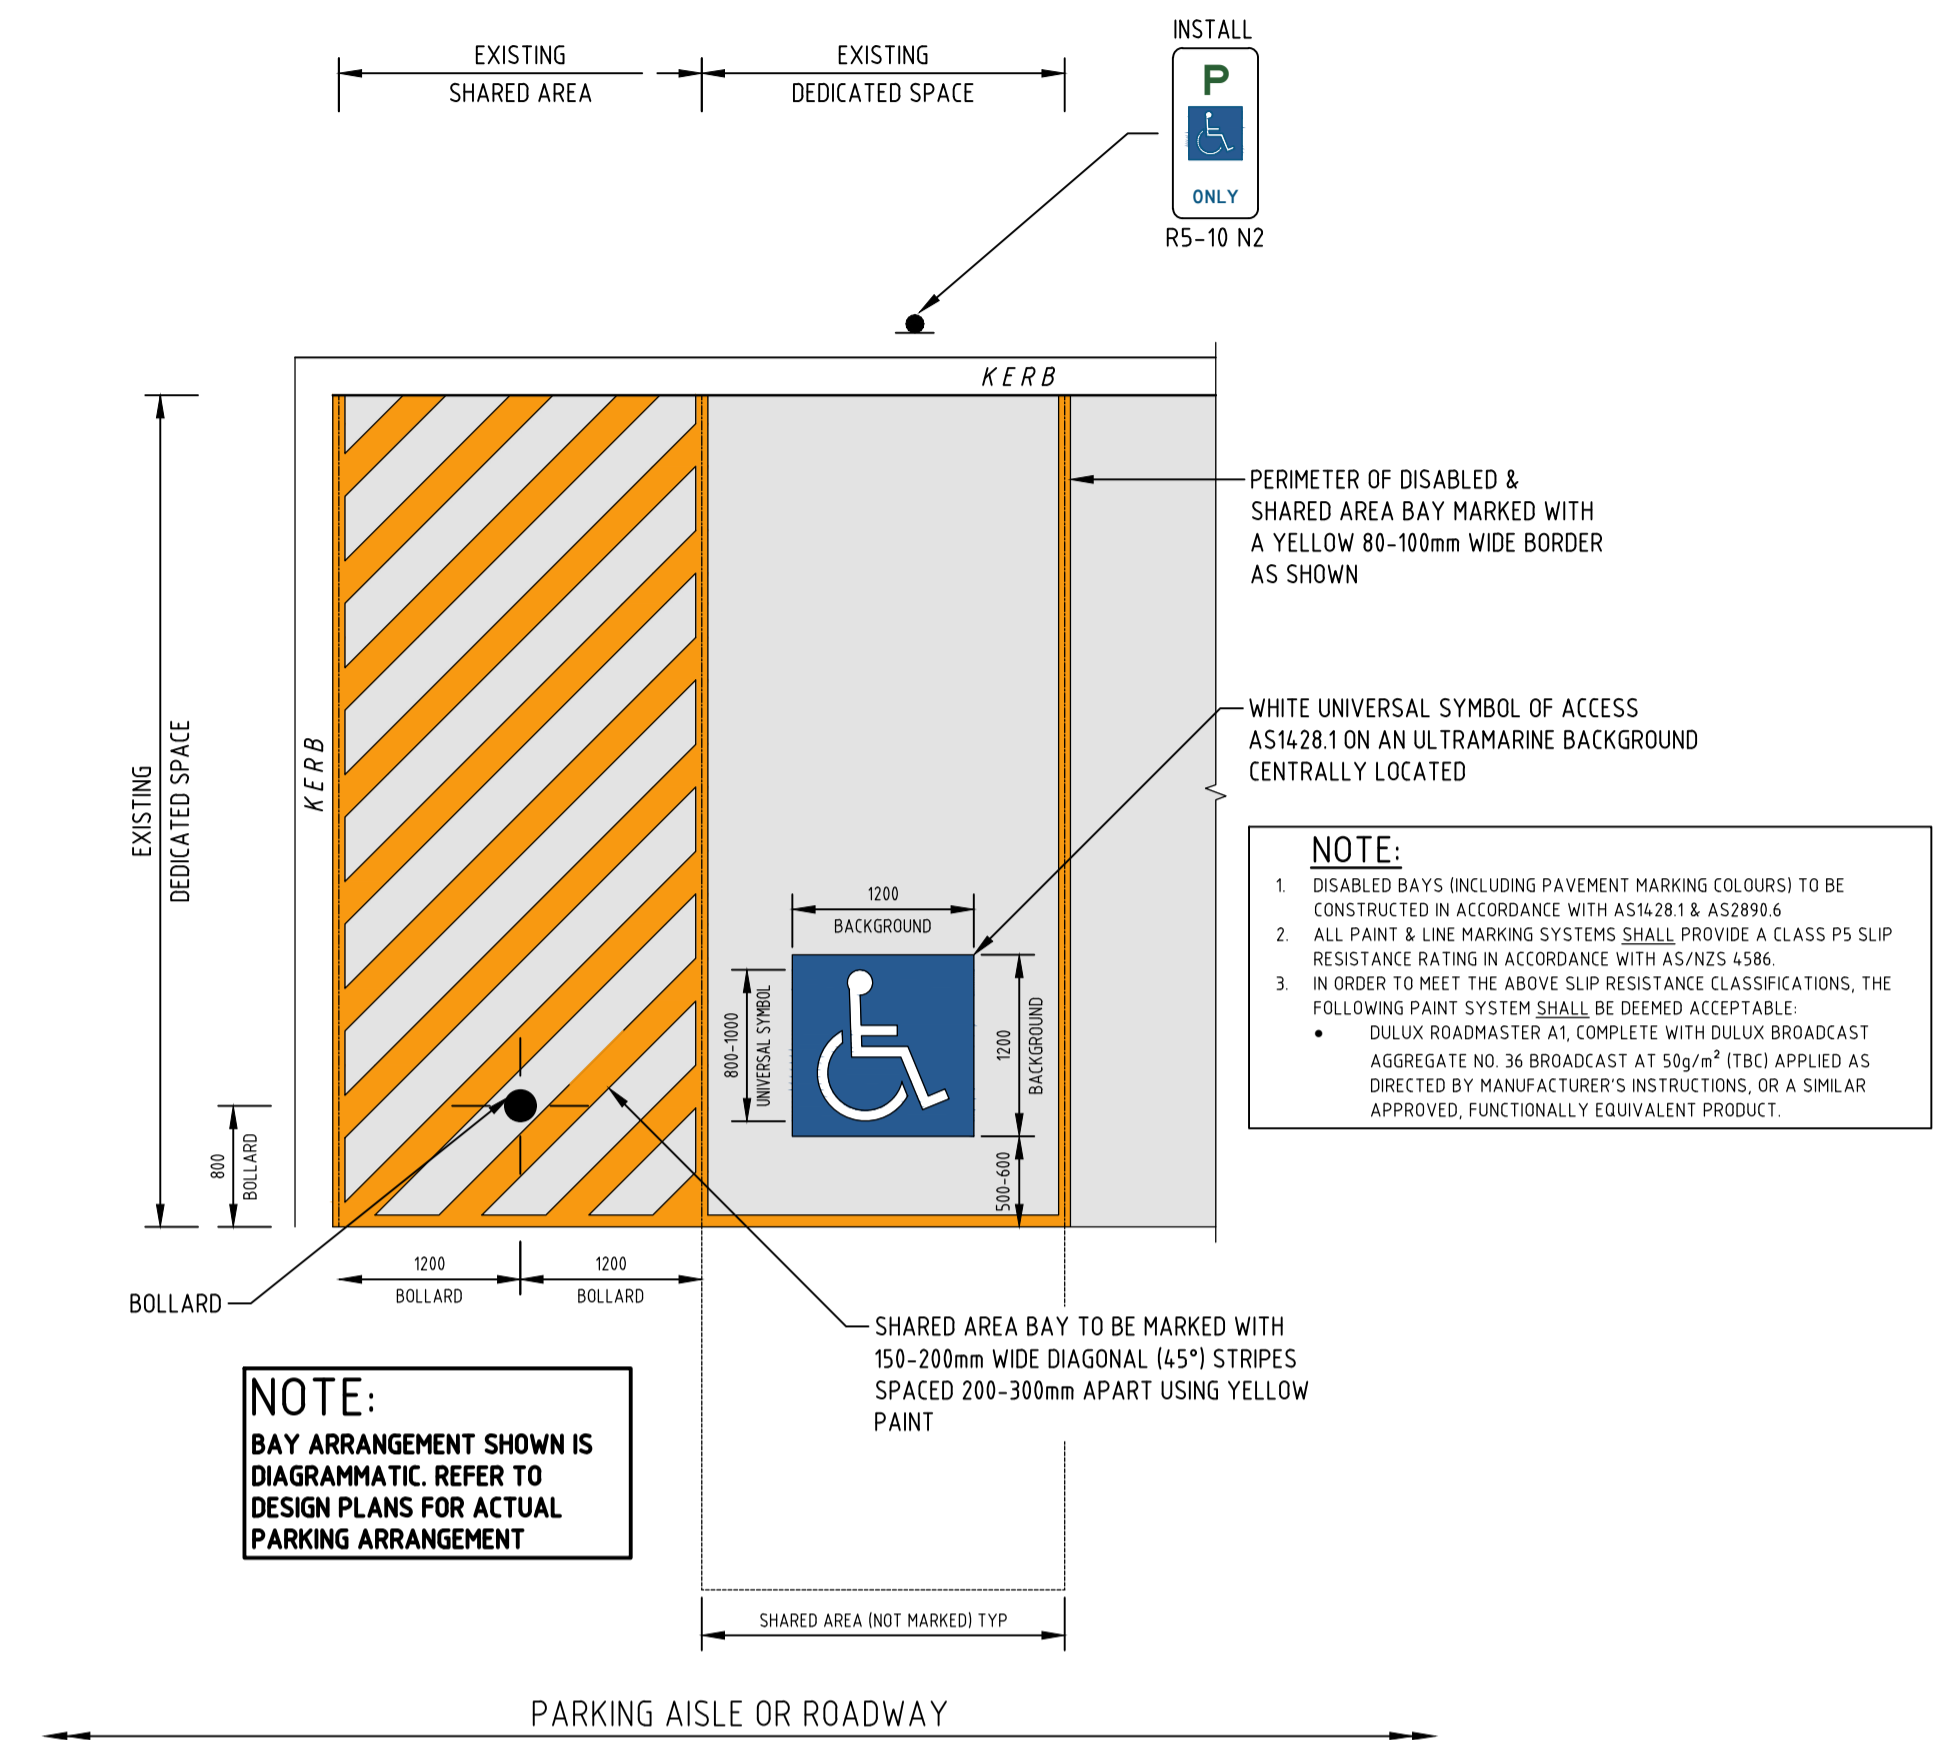 INSTALL
P
ONLY
R5-10 N2
EXISTING
SHARED AREA
EXISTING
DEDICATED SPACE
KERB
KERB
EXISTING
DEDICATED SPACE
PERIMETER OF DISABLED &
SHARED AREA BAY MARKED WITH
A YELLOW 80-100mm WIDE BORDER
AS SHOWN
WHITE UNIVERSAL SYMBOL OF ACCESS
AS1428.1 ON AN ULTRAMARINE BACKGROUND
CENTRALLY LOCATED
NOTE:
1. DISABLED BAYS (INCLUDING PAVEMENT MARKING COLOURS) TO BE
CONSTRUCTED IN ACCORDANCE WITH AS1428.1 & AS2890.6
2. ALL PAINT & LINE MARKING SYSTEMS SHALL PROVIDE A CLASS P5 SLIP
RESISTANCE RATING IN ACCORDANCE WITH AS/NZS 4586.
3. IN ORDER TO MEET THE ABOVE SLIP RESISTANCE CLASSIFICATIONS, THE
FOLLOWING PAINT SYSTEM SHALL BE DEEMED ACCEPTABLE:
• DULUX ROADMASTER A1, COMPLETE WITH DULUX BROADCAST
AGGREGATE NO. 36 BROADCAST AT 50g/m² (TBC) APPLIED AS
DIRECTED BY MANUFACTURER'S INSTRUCTIONS, OR A SIMILAR
APPROVED, FUNCTIONALLY EQUIVALENT PRODUCT.
1200
BACKGROUND
800-1000
UNIVERSAL SYMBOL
1200
BACKGROUND
500-600
800
BOLLARD
1200
BOLLARD
1200
BOLLARD
BOLLARD
SHARED AREA BAY TO BE MARKED WITH
150-200mm WIDE DIAGONAL (45°) STRIPES
SPACED 200-300mm APART USING YELLOW
PAINT
NOTE:
BAY ARRANGEMENT SHOWN IS
DIAGRAMMATIC. REFER TO
DESIGN PLANS FOR ACTUAL
PARKING ARRANGEMENT
SHARED AREA (NOT MARKED) TYP
PARKING AISLE OR ROADWAY